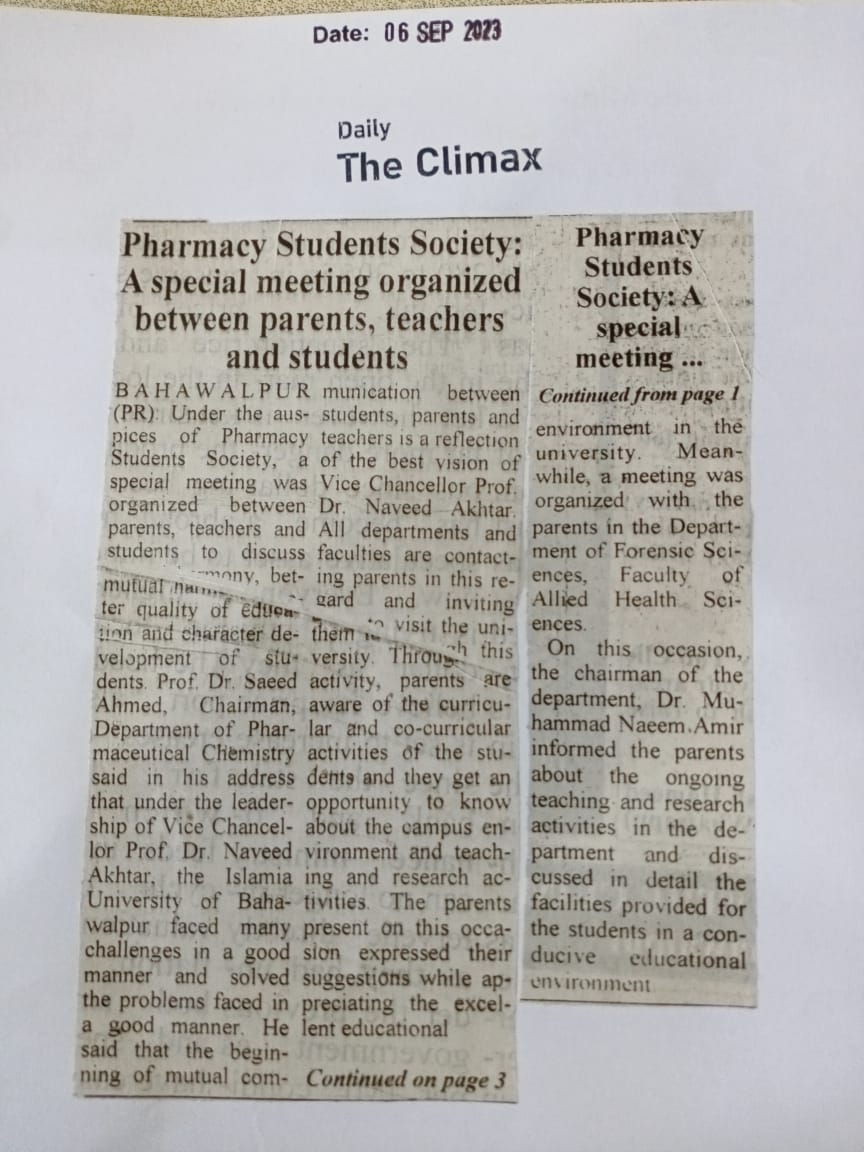 Date: 06 SEP 2023
Daily
The Climax
Pharmacy Students Society:
A special meeting organized
between parents, teachers
and students
BAHAWALPUR
(PR): Under the aus-
pices of Pharmacy
Students Society, a
special meeting was
organized between
parents, teachers and
students to discuss
mutual bet-
ter quality of educa-
tion and character de-
velopment of stu-
dents. Prof. Dr. Saeed
Ahmed, Chairman,
Department of Phar-
maceutical Chemistry
said in his address
that under the leader-
ship of Vice Chancel-
lor Prof. Dr. Naveed
Akhtar, the Islamia
University of Baha-
walpur faced many
challenges in a good
manner and solved
the problems faced in
a good manner. He
said that the begin-
ning of mutual com-
munication between
students, parents and
teachers is a reflection
of the best vision of
Vice Chancellor Prof.
Dr. Naveed Akhtar.
All departments and
faculties are contact-
ing parents in this re-
gard and inviting
them to visit the uni-
versity. Through this
activity, parents are
aware of the curricu-
lar and co-curricular
activities of the stu-
dents and they get an
opportunity to know
about the campus en-
vironment and teach-
ing and research ac-
tivities. The parents
present on this occa-
sion expressed their
suggestions while ap-
preciating the excel-
lent educational
Continued on page 3
Pharmacy
Students
Society: A
special
meeting ...
Continued from page 1
environment in the
university. Mean-
while, a meeting was
organized with the
parents in the Depart-
ment of Forensic Sci-
ences, Faculty of
Allied Health Sci-
ences.
On this occasion,
the chairman of the
department, Dr. Mu-
hammad Naeem Amir
informed the parents
about the ongoing
teaching and research
activities in the de-
partment and dis-
cussed in detail the
facilities provided for
the students in a con-
ducive educational
environment